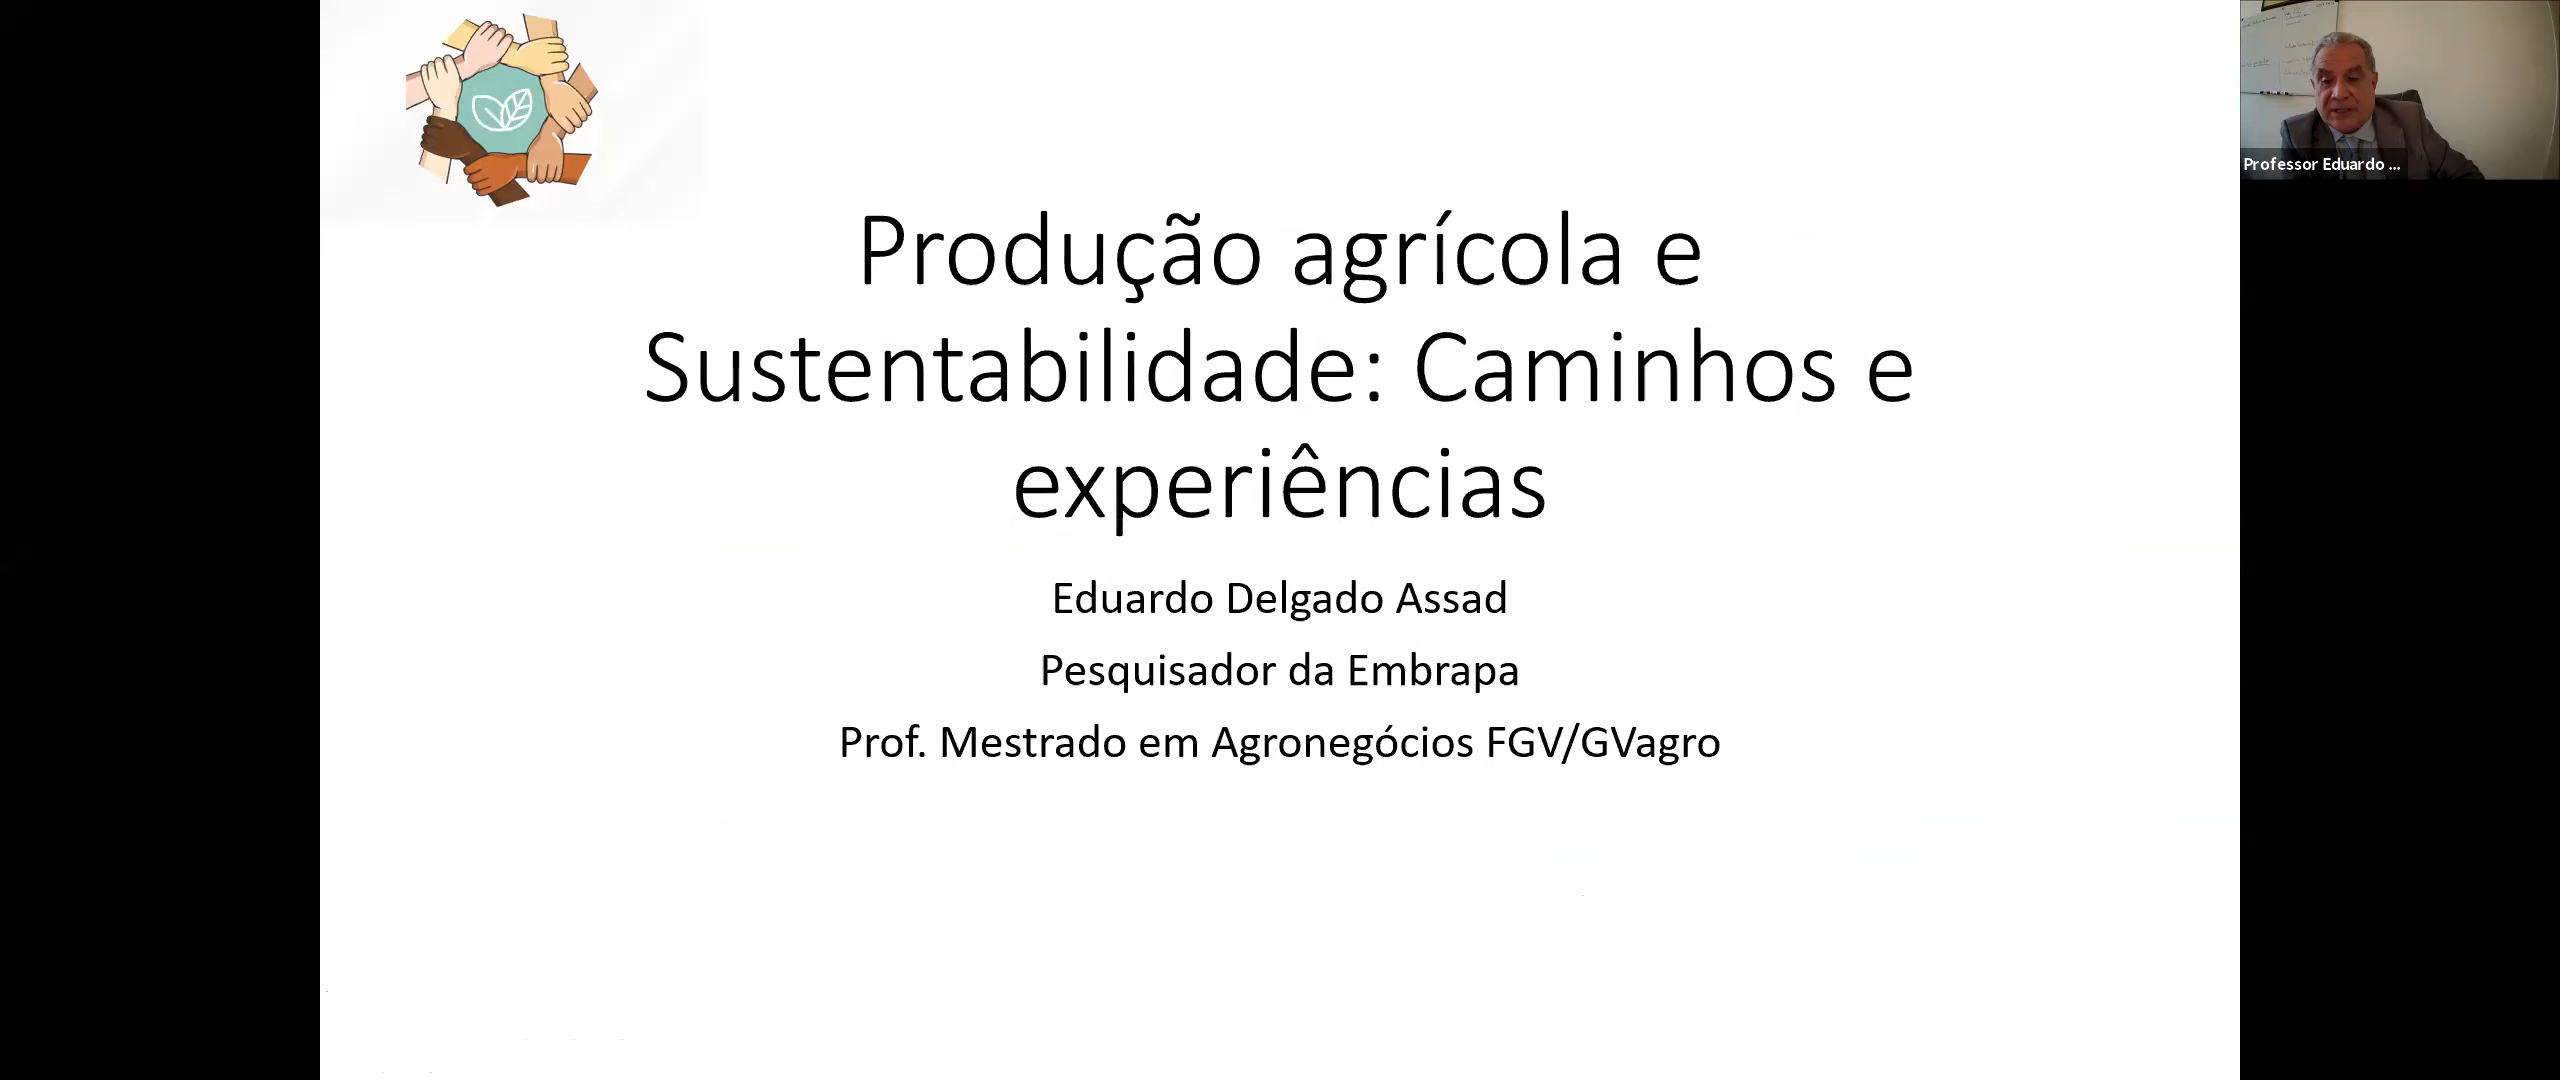 Produção agrícola e
Sustentabilidade: Caminhos e
experiências
Eduardo Delgado Assad
Pesquisador da Embrapa
Prof. Mestrado em Agronegócios FGV/GVagro
Professor Eduardo ...